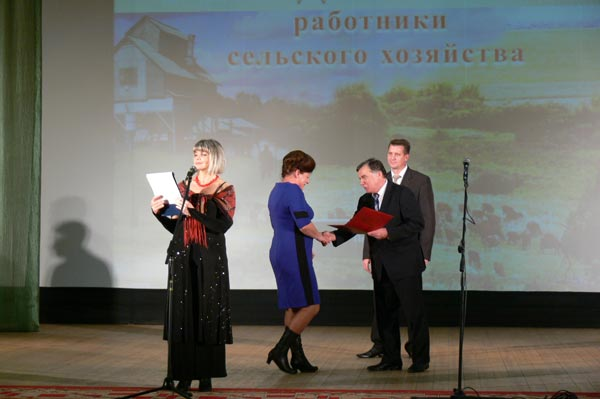 работники
сельского хозяйства